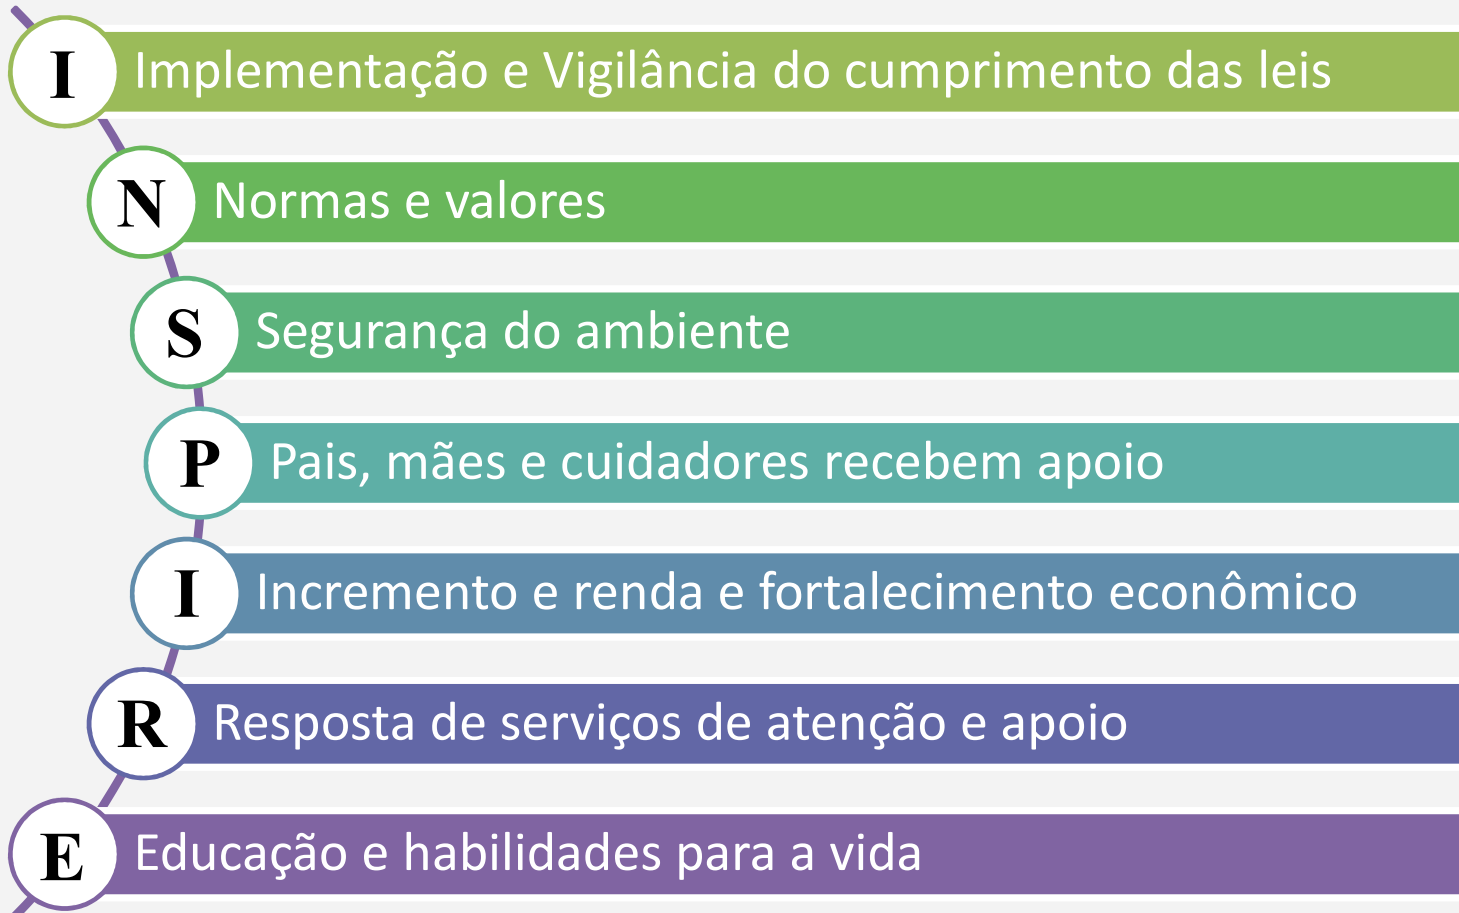 I Implementação e Vigilância do cumprimento das leis
N Normas e valores
S Segurança do ambiente
P Pais, mães e cuidadores recebem apoio
I Incremento e renda e fortalecimento econômico
R Resposta de serviços de atenção e apoio
E Educação e habilidades para a vida